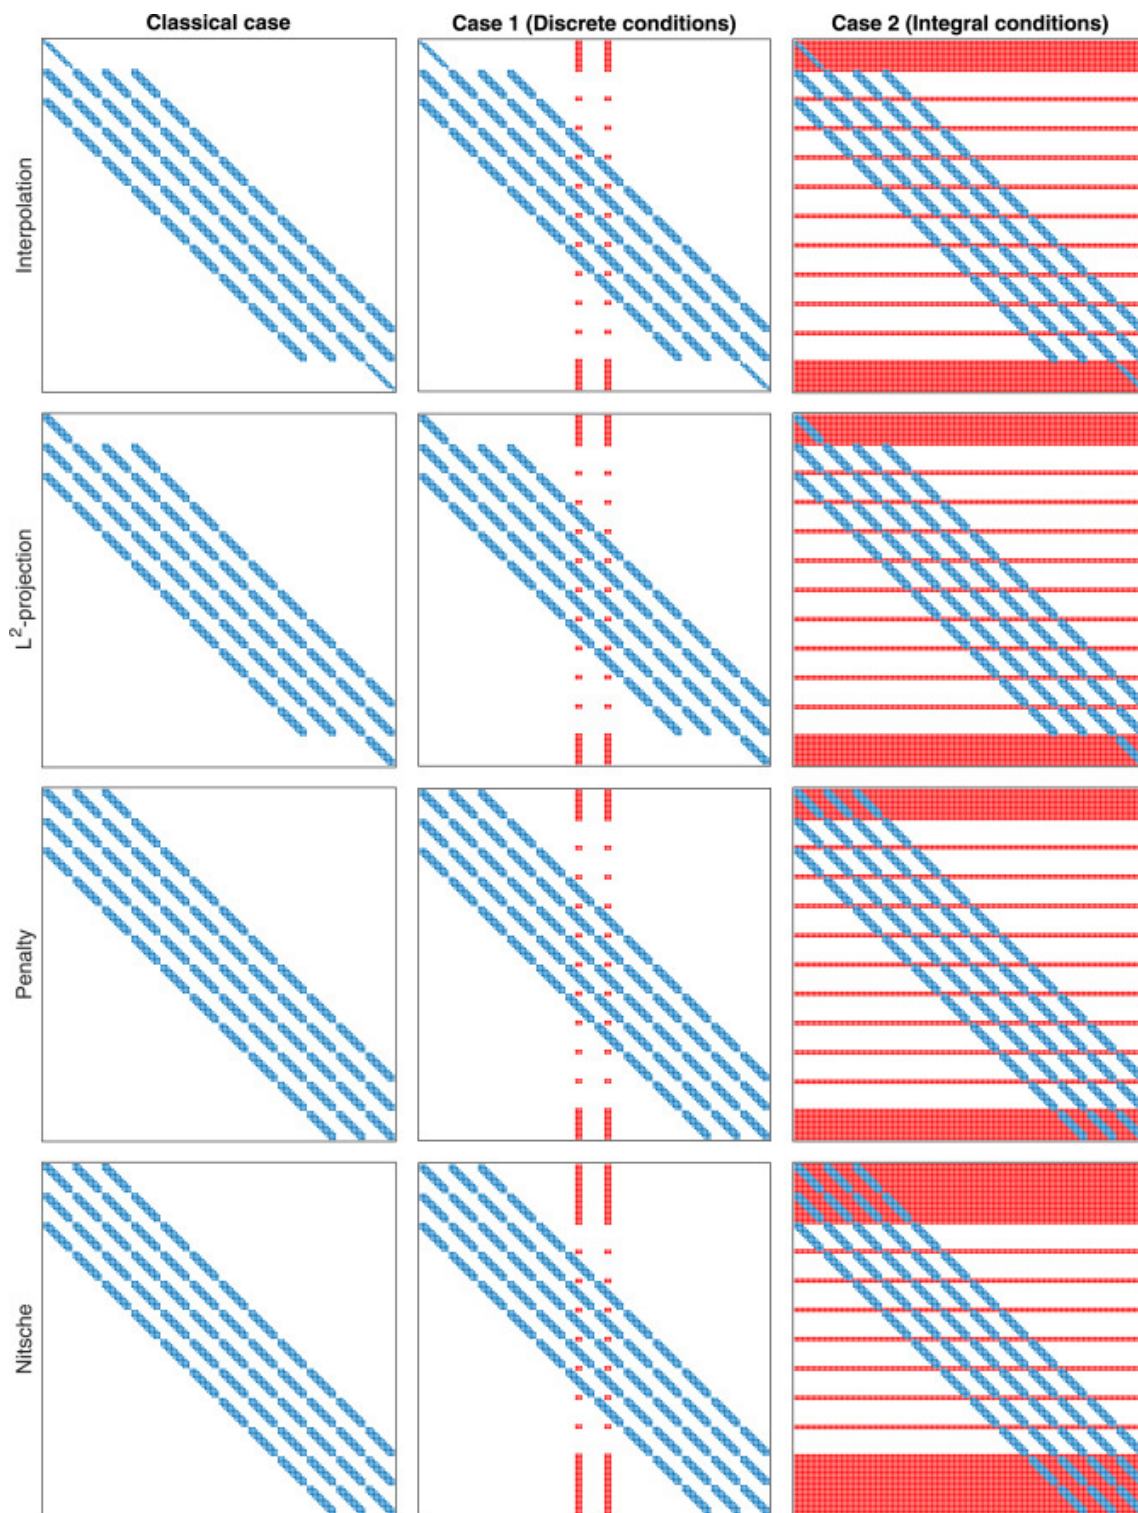 Classical case
Case 1 (Discrete conditions)
Case 2 (Integral conditions)
Interpolation
L²-projection
Penalty
Nitsche